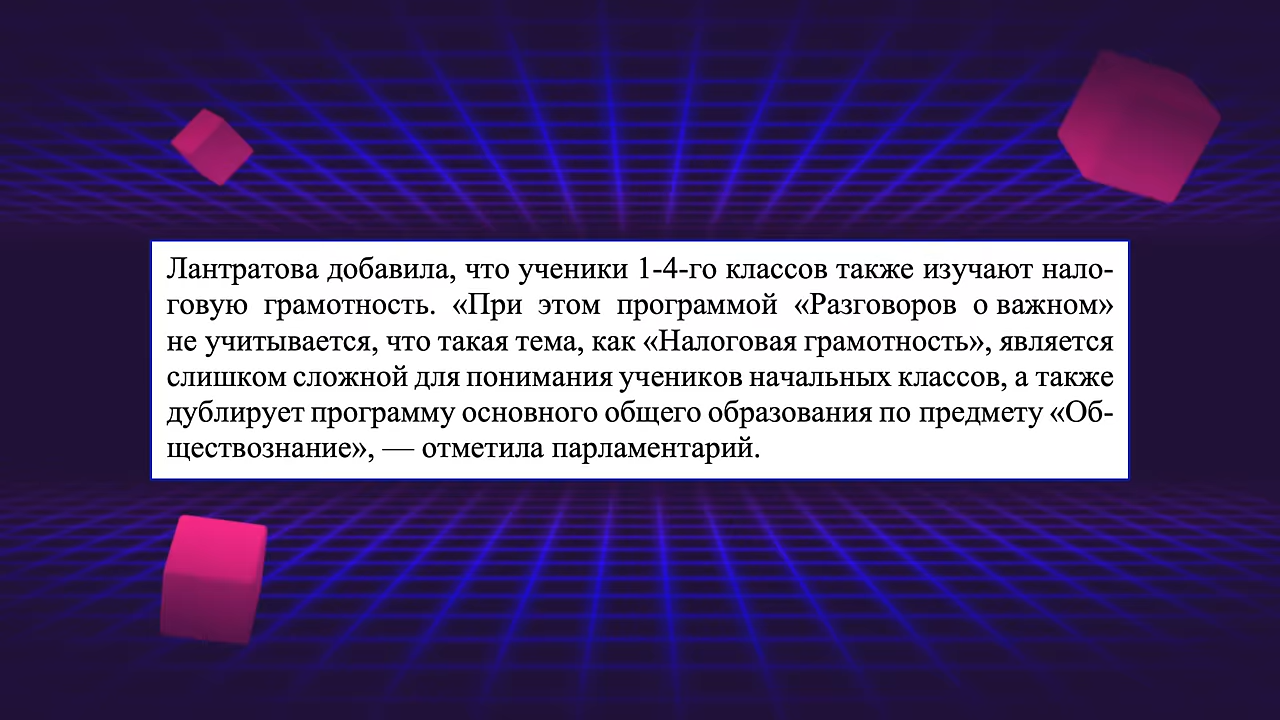 Лантратова добавила, что ученики 1-4-го классов также изучают нало-
говую грамотность. «При этом программой «Разговоров о важном»
не учитывается, что такая тема, как «Налоговая грамотность», является
слишком сложной для понимания учеников начальных классов, а также
дублирует программу основного общего образования по предмету «Об-
ществознание», — отметила парламентарий.